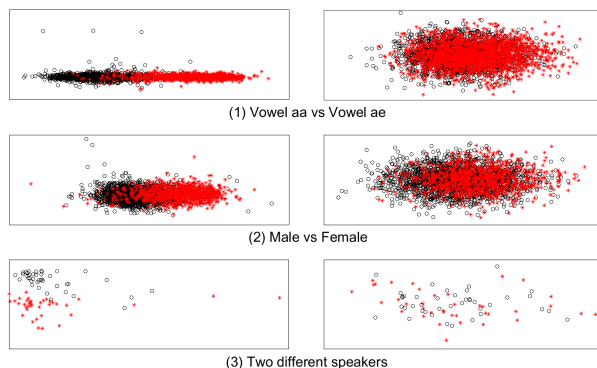 (1) Vowel aa vs Vowel ae
(2) Male vs Female
(3) Two different speakers